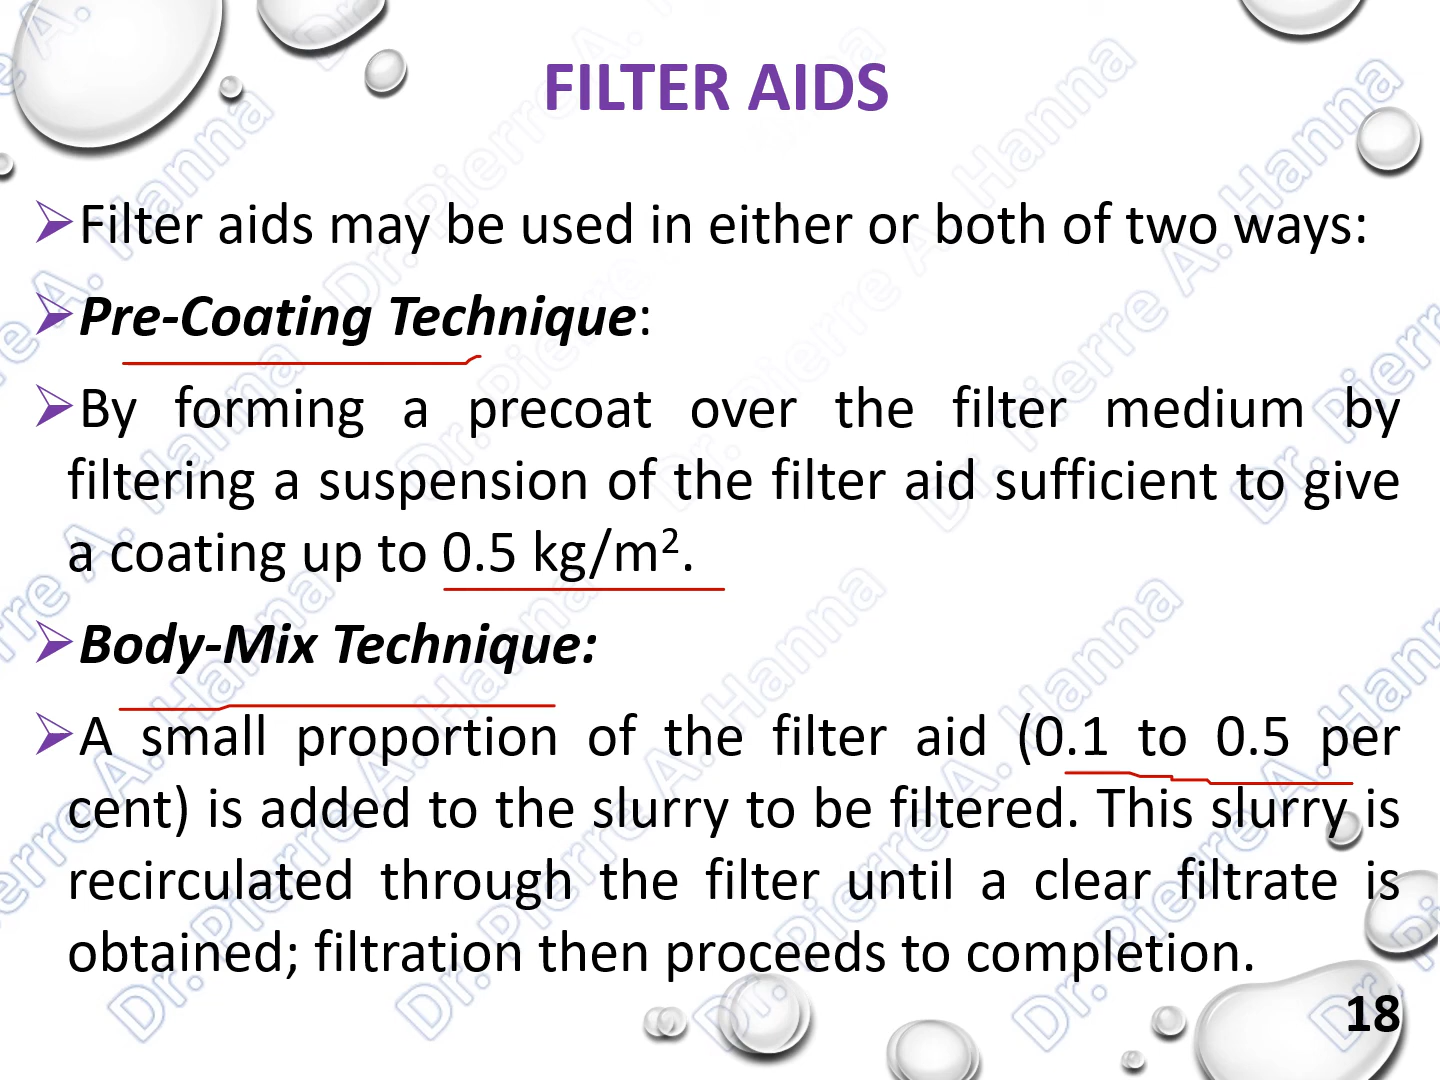 FILTER AIDS
➢Filter aids may be used in either or both of two ways:
➢Pre-Coating Technique:
➢By forming a precoat over the filter medium by
filtering a suspension of the filter aid sufficient to give
a coating up to 0.5 kg/m².
➢Body-Mix Technique:
➢A small proportion of the filter aid (0.1 to 0.5 per
cent) is added to the slurry to be filtered. This slurry is
recirculated through the filter until a clear filtrate is
obtained; filtration then proceeds to completion.
18
Dr. Pierre A. Hanna